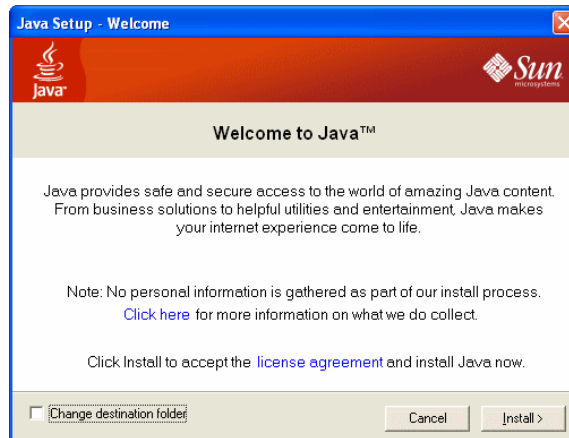 Java Setup - Welcome
Java™
Sun
microsystems
Welcome to Java™
Java provides safe and secure access to the world of amazing Java content.
From business solutions to helpful utilities and entertainment, Java makes
your internet experience come to life.
Note: No personal information is gathered as part of our install process.
Click here for more information on what we do collect.
Click Install to accept the license agreement and install Java now.
Change destination folder
Cancel
Install >